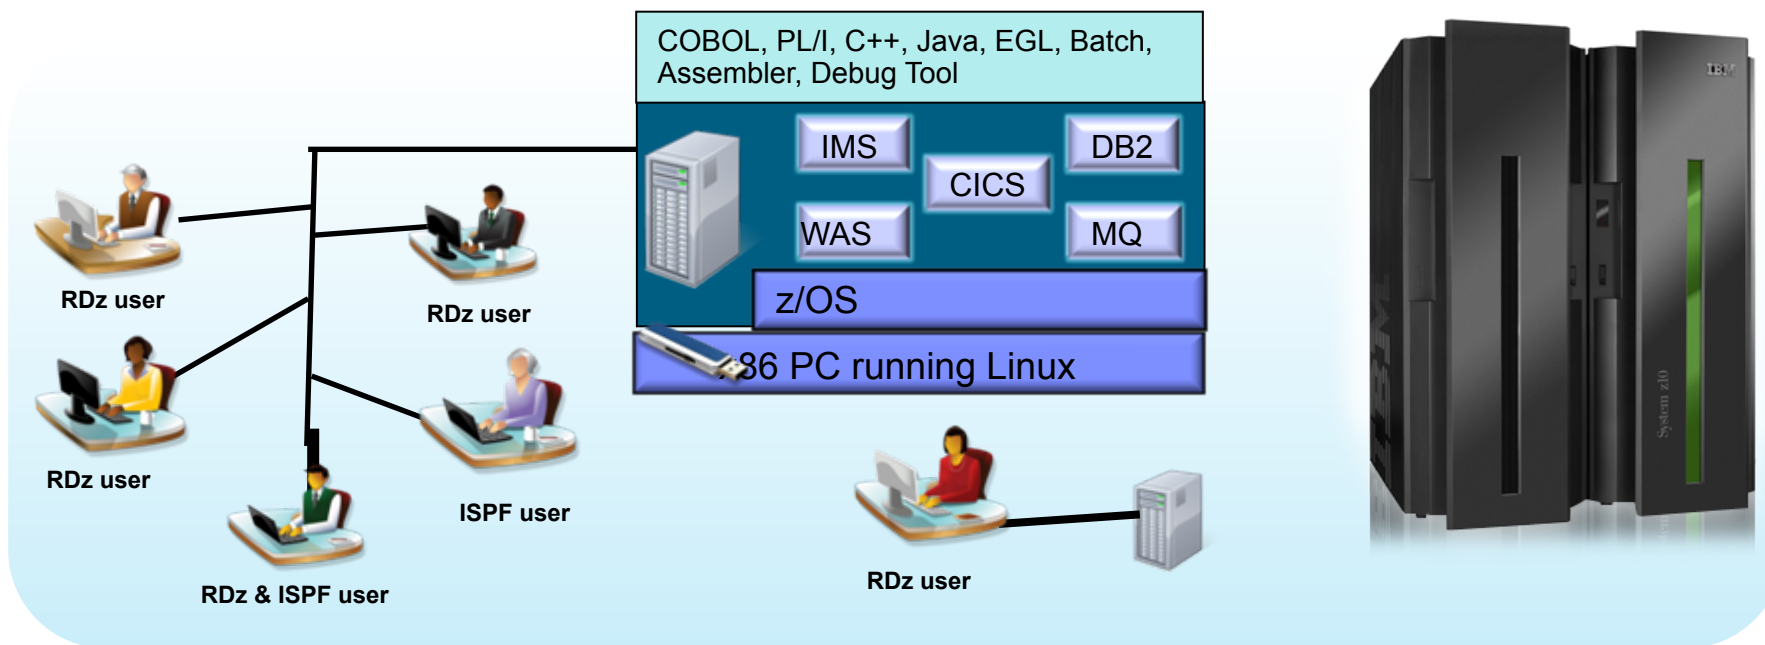 COBOL, PL/I, C++, Java, EGL, Batch,
Assembler, Debug Tool
IMS
DB2
CICS
WAS
MQ
z/OS
86 PC running Linux
RDz user
RDz user
RDz user
ISPF user
RDz & ISPF user
RDz user
IBM
IBM
System z10